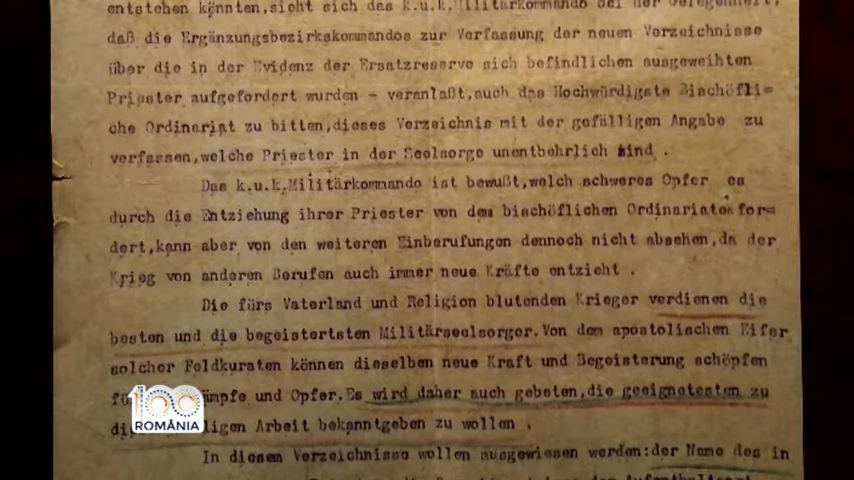 entstehen könnten,sieht sich das k.u.k.Militärkommando bei der Gelegenheit,
daß die Ergänzungsbezirkskommandos zur Verfassung der neuen Verzeichnisse
über die in der Evidenz der Ersatzreserve sich befindlichen ausgeweihten
Priester aufgefordert wurden - veranlaßt,auch das Hochwürdigste Bischöfli=
che Ordinariat zu bitten,dieses Verzeichnis mit der gefälligen Angabe zu
verfassen,welche Priester in der Seelsorge unentbehrlich sind .
Das k.u.k.Militärkommando ist bewußt,welch schweres Opfer es
durch die Entziehung ihrer Priester von dem bischöflichen Ordinariate for=
dert,kann aber von den weiteren Einberufungen dennoch nicht absehen,da der
Krieg von anderen Berufen auch immer neue Kräfte entzieht .
Die fürs Vaterland und Religion blutenden Krieger verdienen die
besten und die begeistertsten Militärseelsorger.Von dem apostolischen Eifer
solcher Feldkuraten können dieselben neue Kraft und Begeisterung schöpfen
ämpfe und Opfer.Es wird daher auch gebeten,die geeignetesten zu
ligen Arbeit bekanntgeben zu wollen .
In diesem Verzeichnisse wollen ausgewiesen werden:der Name des in
100
ROMÂNIA